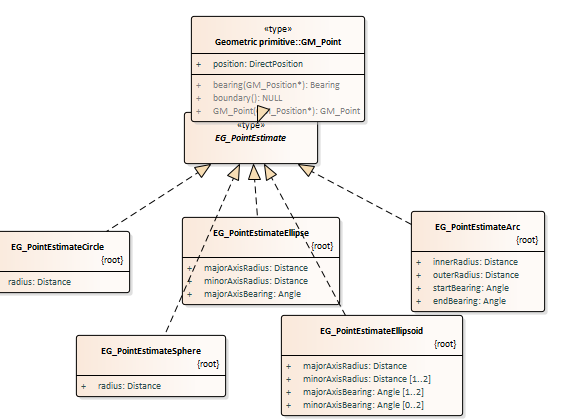 «type»
Geometric primitive::GM_Point
+ position: DirectPosition
+ bearing(GM_Position*): Bearing
+ boundary(): NULL
+ GM_Point( M_Position*): GM_Point
«type»
EG_PointEstimate
EG_PointEstimateCircle
{root}
radius: Distance
EG_PointEstimateEllipse
{root}
+ majorAxisRadius: Distance
+ minorAxisRadius: Distance
+ majorAxisBearing: Angle
EG_PointEstimateArc
{root}
+ innerRadius: Distance
+ outerRadius: Distance
+ startBearing: Angle
+ endBearing: Angle
EG_PointEstimateSphere
{root}
+ radius: Distance
EG_PointEstimateEllipsoid
{root}
+ majorAxisRadius: Distance
+ minorAxisRadius: Distance [1..2]
+ majorAxisBearing: Angle [1..2]
+ minorAxisBearing: Angle [0..2]